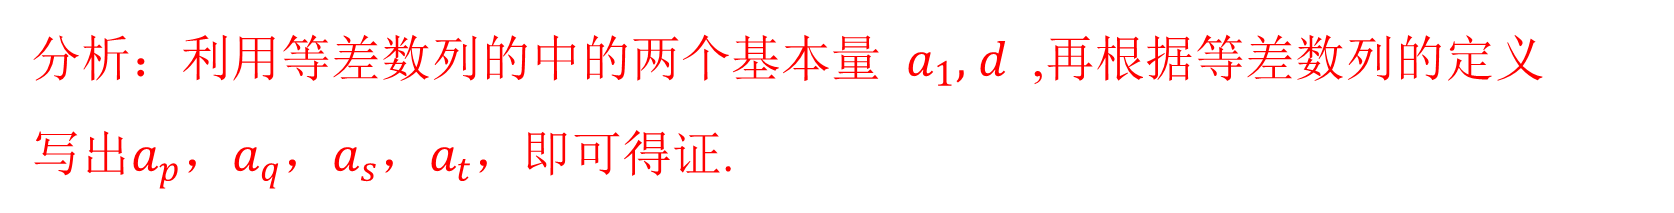 分析：利用等差数列的中的两个基本量 a₁, d ,再根据等差数列的定义
写出aₚ，a_q，aₛ，aₜ，即可得证.